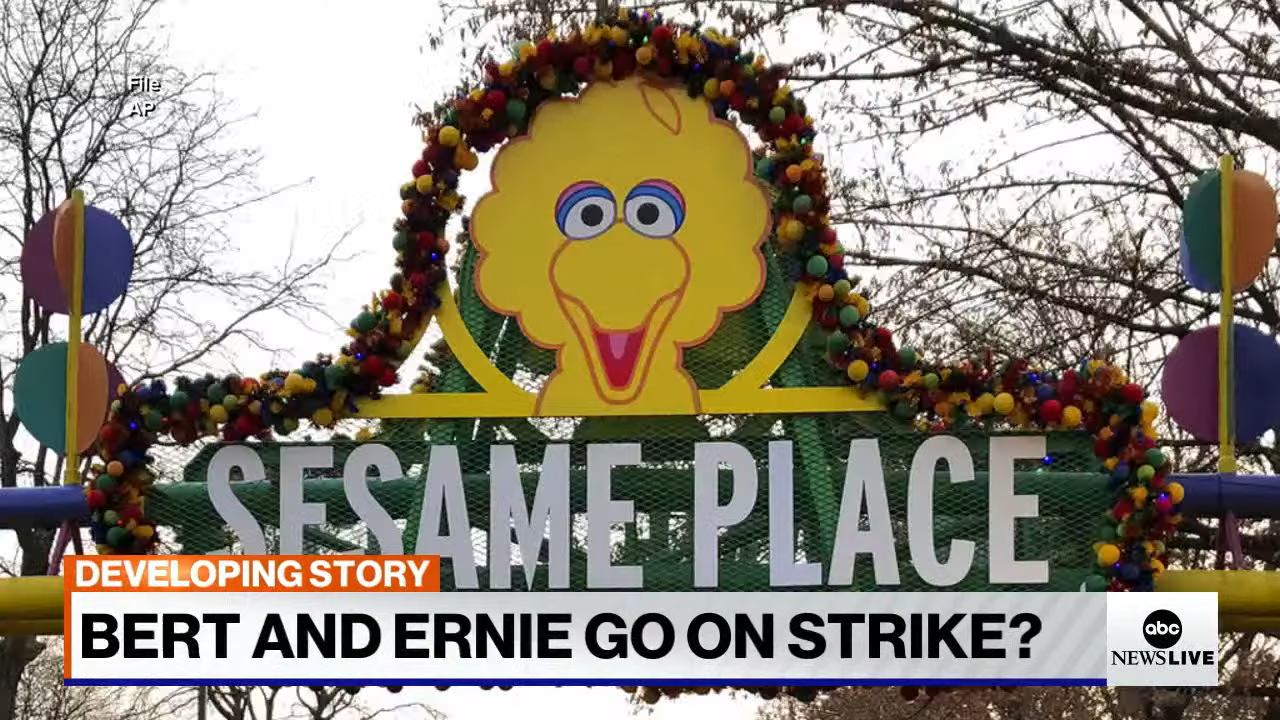 File
AP
SESAME PLACE
DEVELOPING STORY
BERT AND ERNIE GO ON STRIKE?
abc
NEWS LIVE